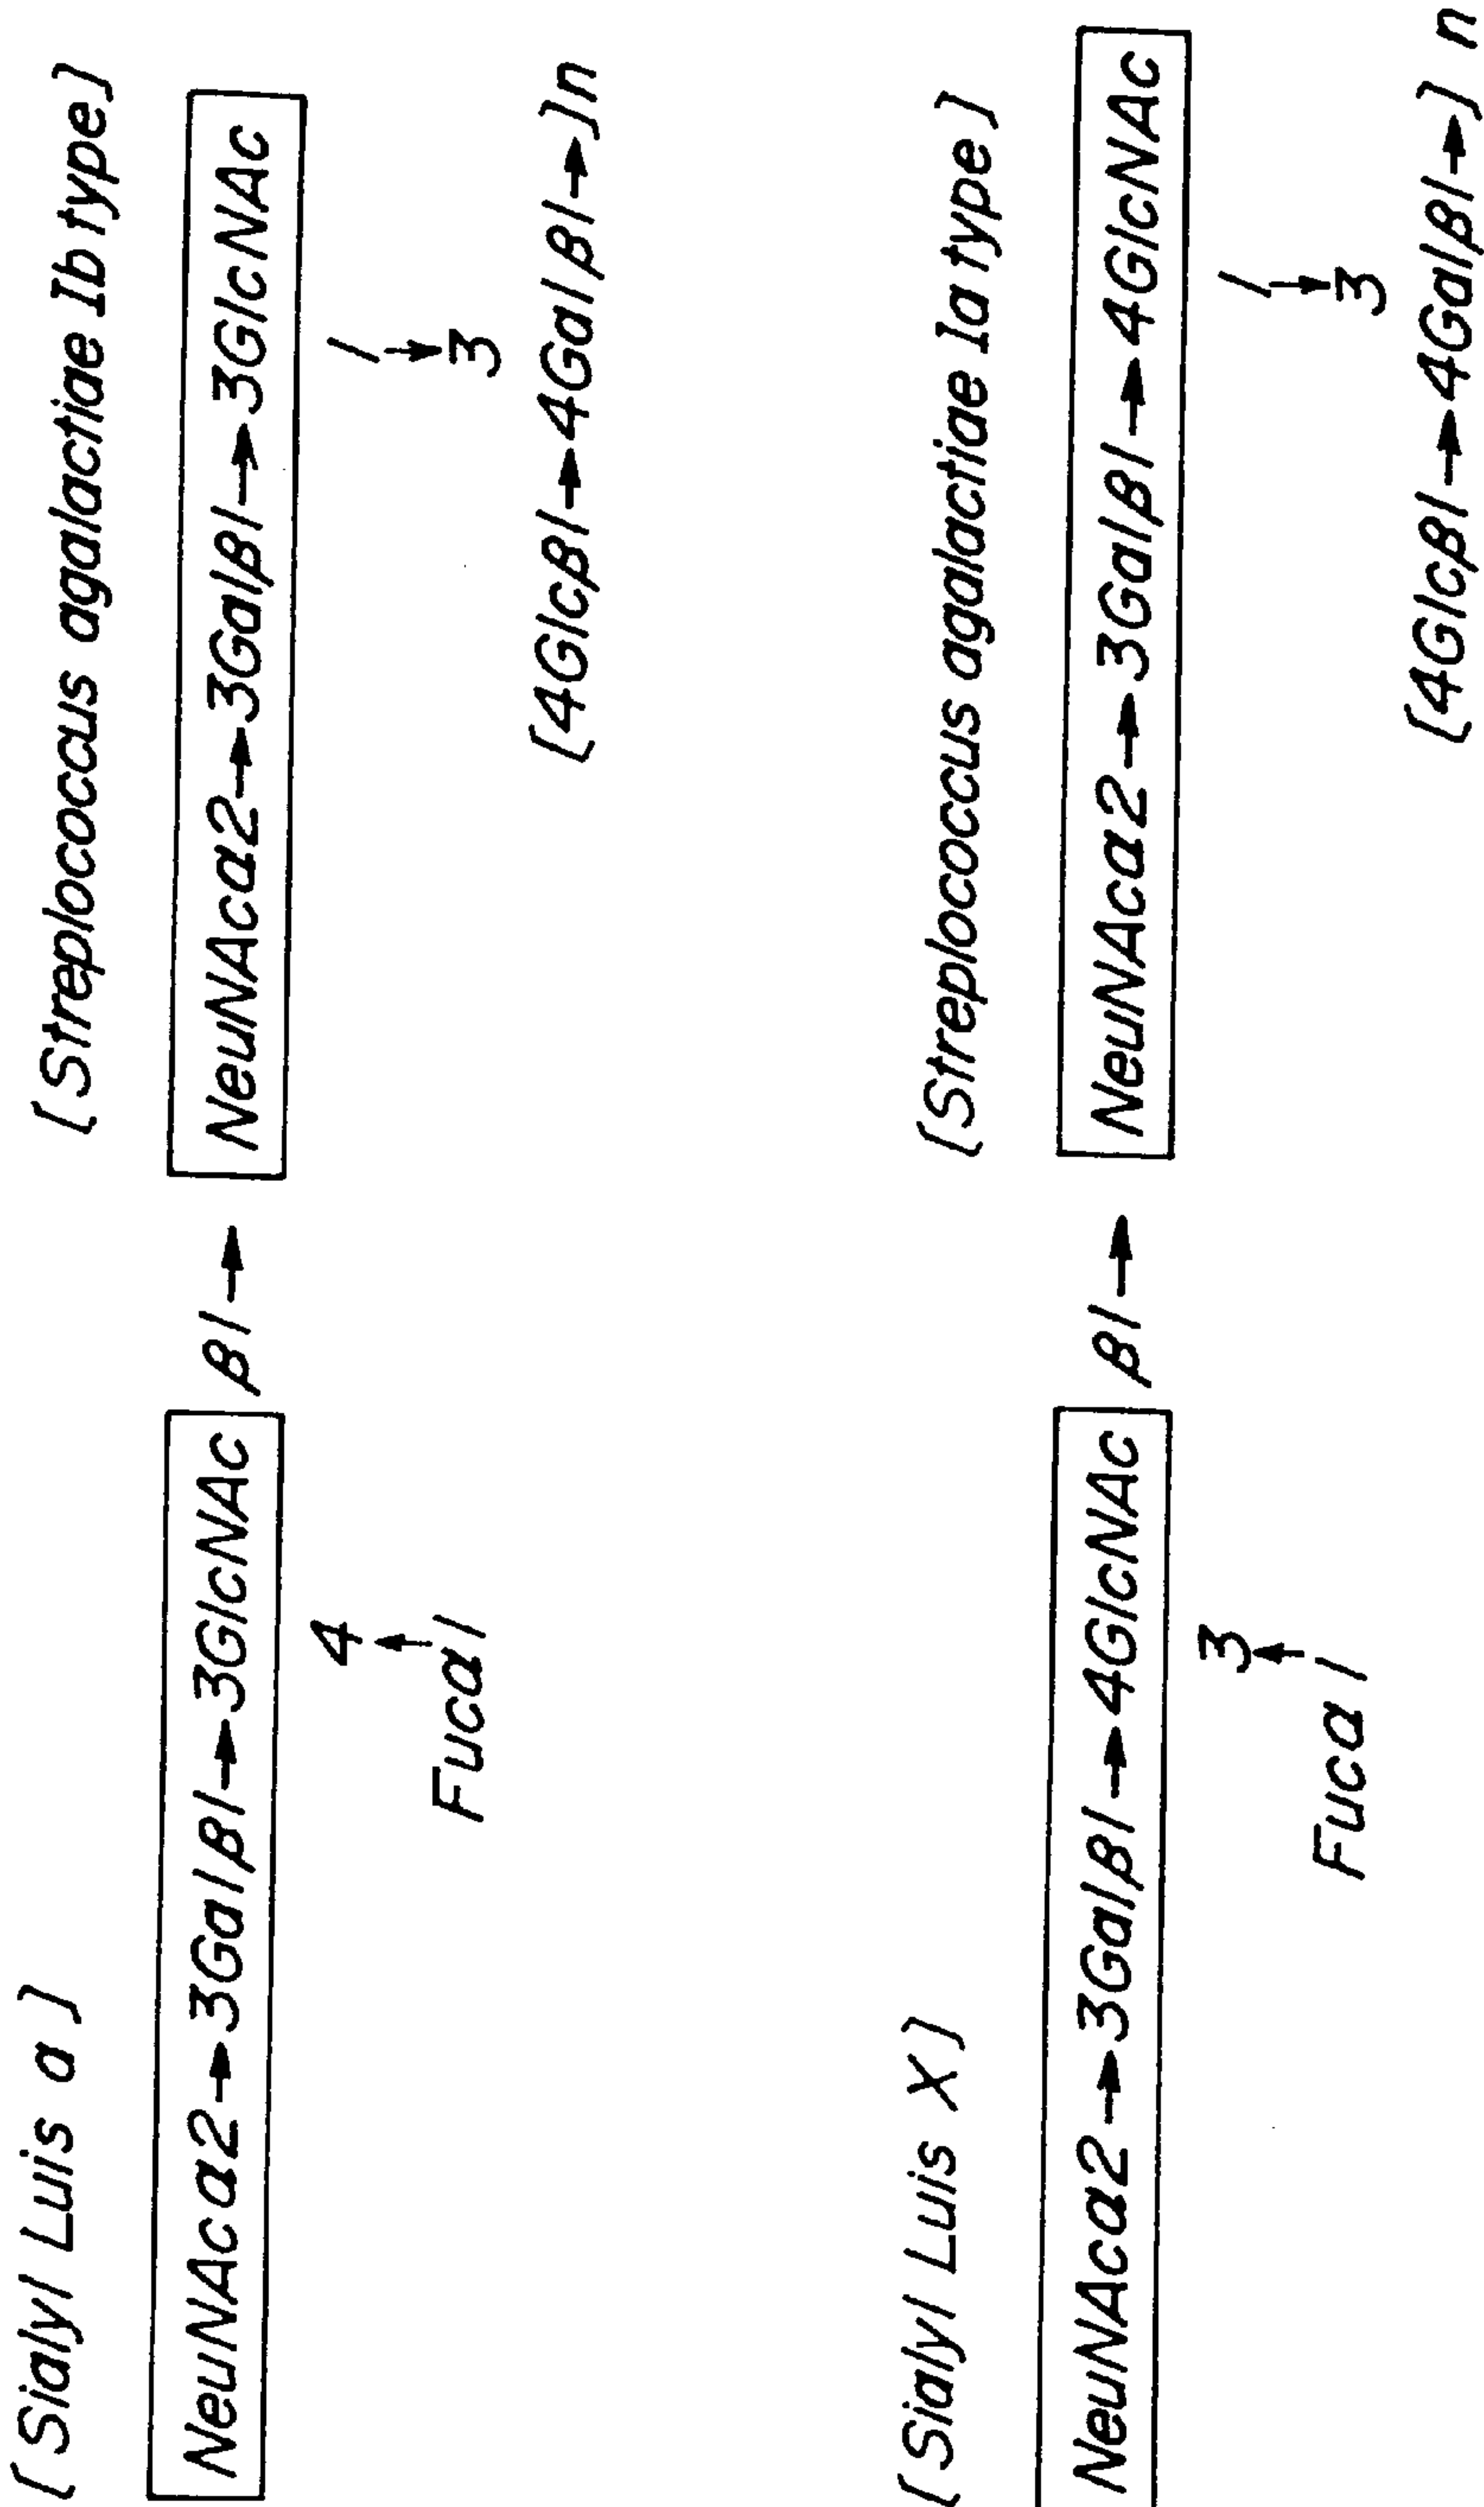 [Sialyl Luis a]
NeuNAcα2→3Galβ1→3GlcNAc β1→
4
↑
Fucα1
[Streplococcus agalactiae Ib type]
NeuNAcα2→3Galβ1→3GlcNAc
1
↓
3
[4Glcβ1→4Galβ1→]n
[Sialyl Luis X]
NeuNAcα2→3Galβ1→4GlcNAc β1→
3
↑
Fucα1
[Streplococcus agalactiae Ia type]
NeuNAcα2→3Galβ1→4GlcNAc
1
↓
3
[4Glcβ1→4Galβ1→]n